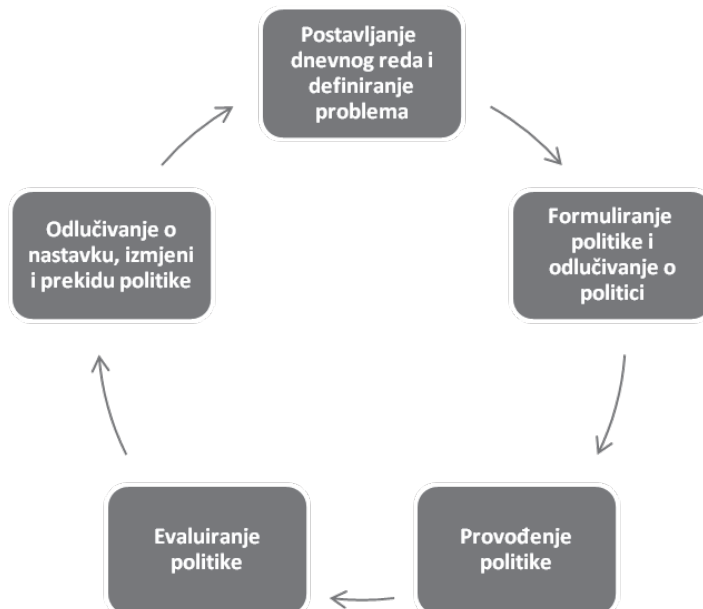 Postavljanje
dnevnog reda i
definiranje
problema
Formuliranje
politike i
odlučivanje o
politici
Provođenje
politike
Evaluiranje
politike
Odlučivanje o
nastavku, izmjeni
i prekidu politike